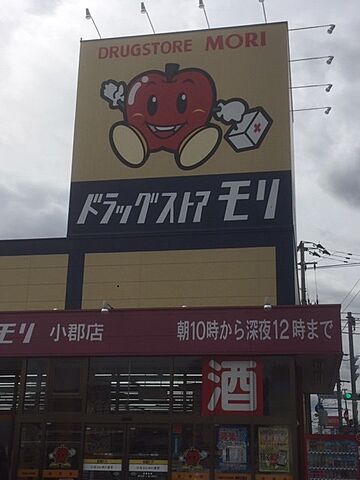 DRUGSTORE MORI
ドラッグストア モリ
モリ 小郡店
朝10時から深夜12時まで
酒